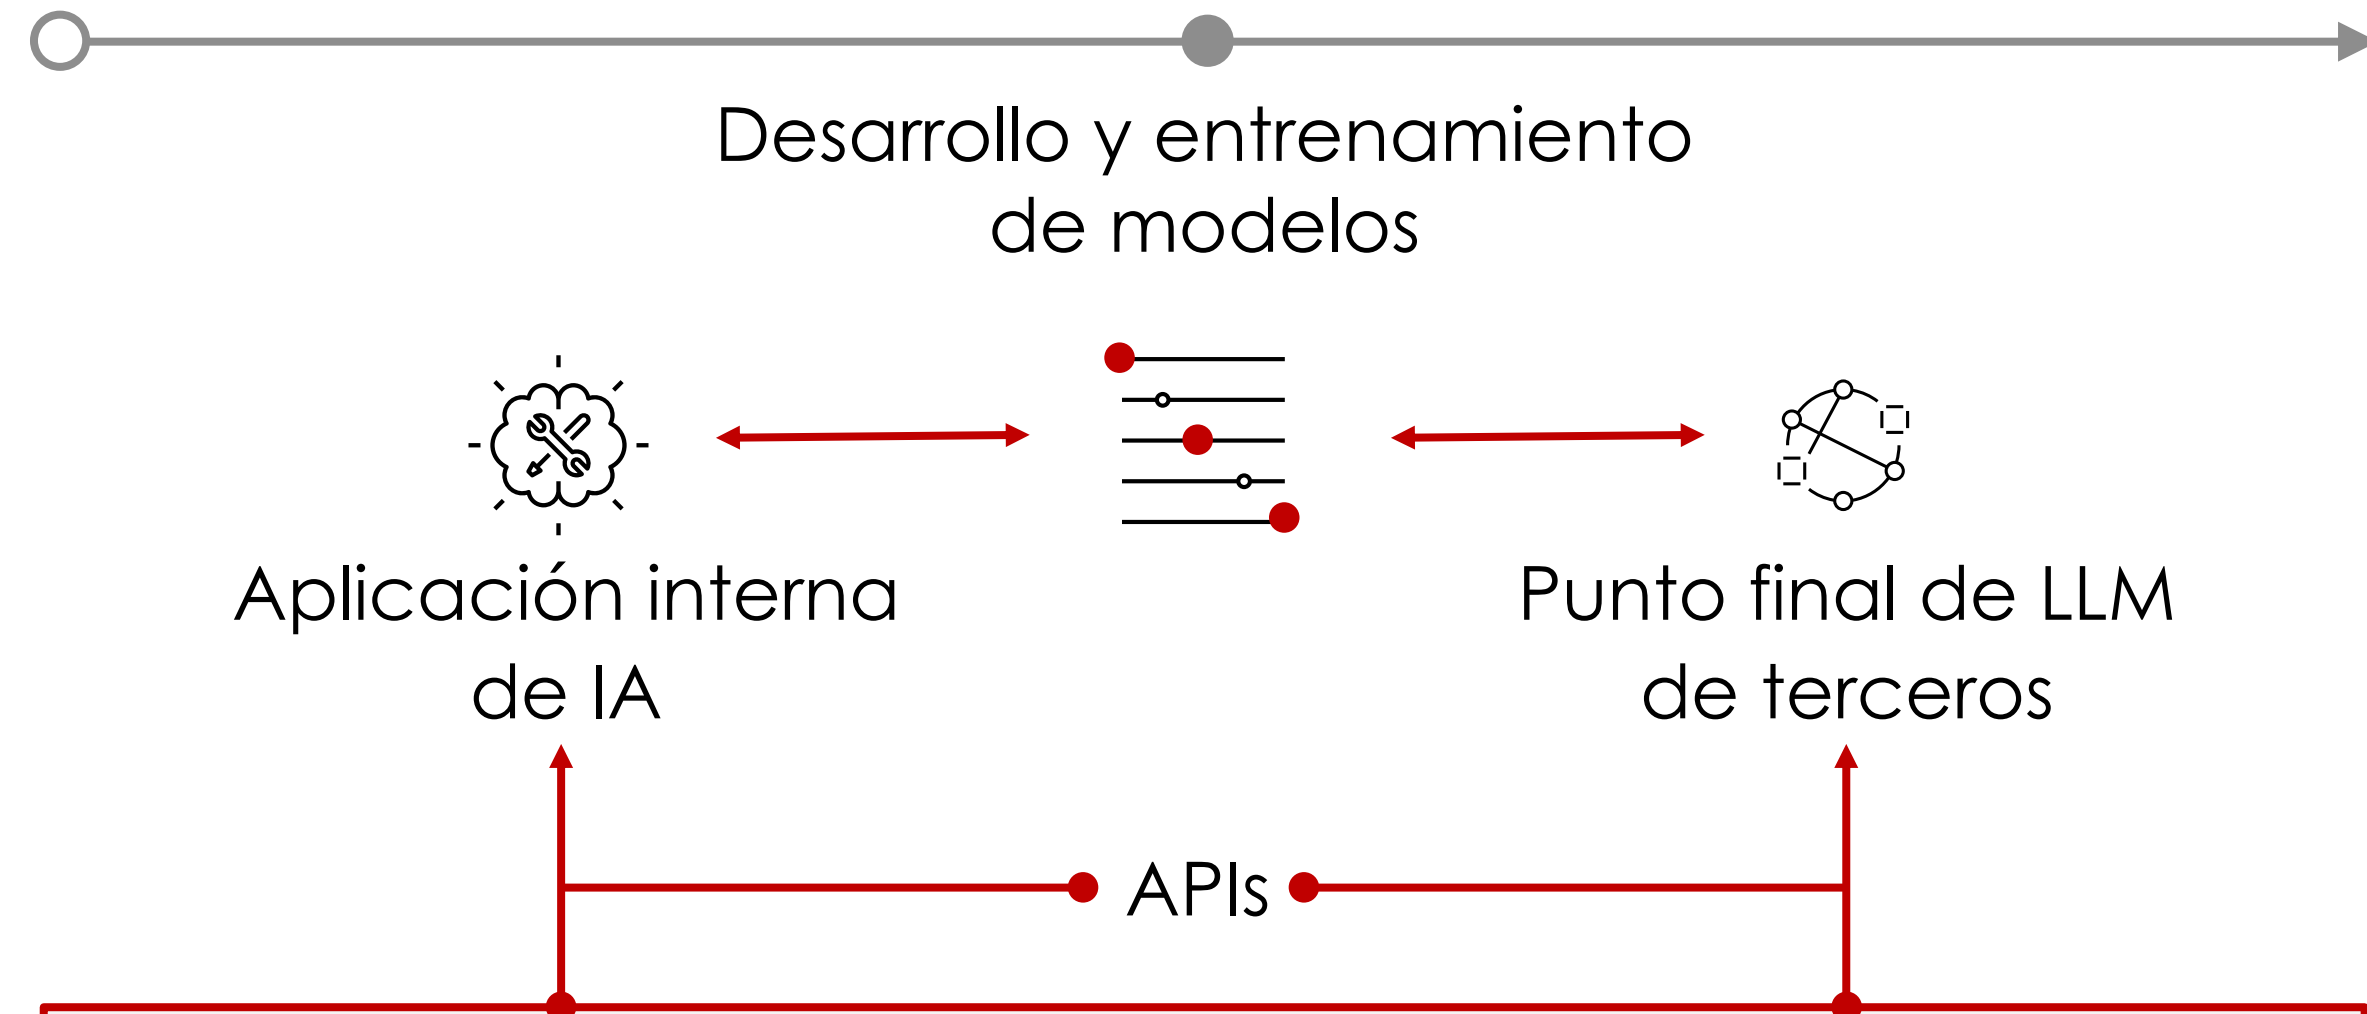 Desarrollo y entrenamiento
de modelos
Aplicación interna
de IA
Punto final de LLM
de terceros
APIs